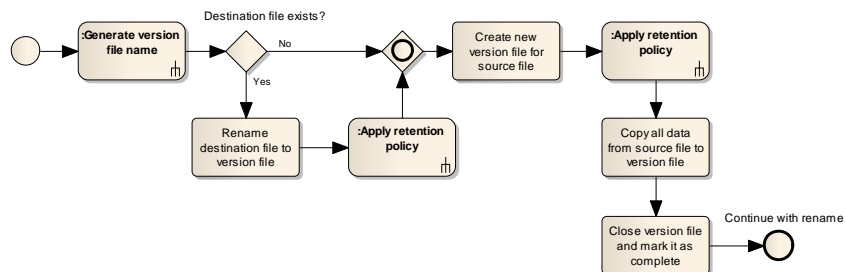 Destination file exists?
:Generate version
file name
No
Yes
Create new
version file for
source file
:Apply retention
policy
Rename
destination file to
version file
:Apply retention
policy
Copy all data
from source file to
version file
Continue with rename
Close version file
and mark it as
complete